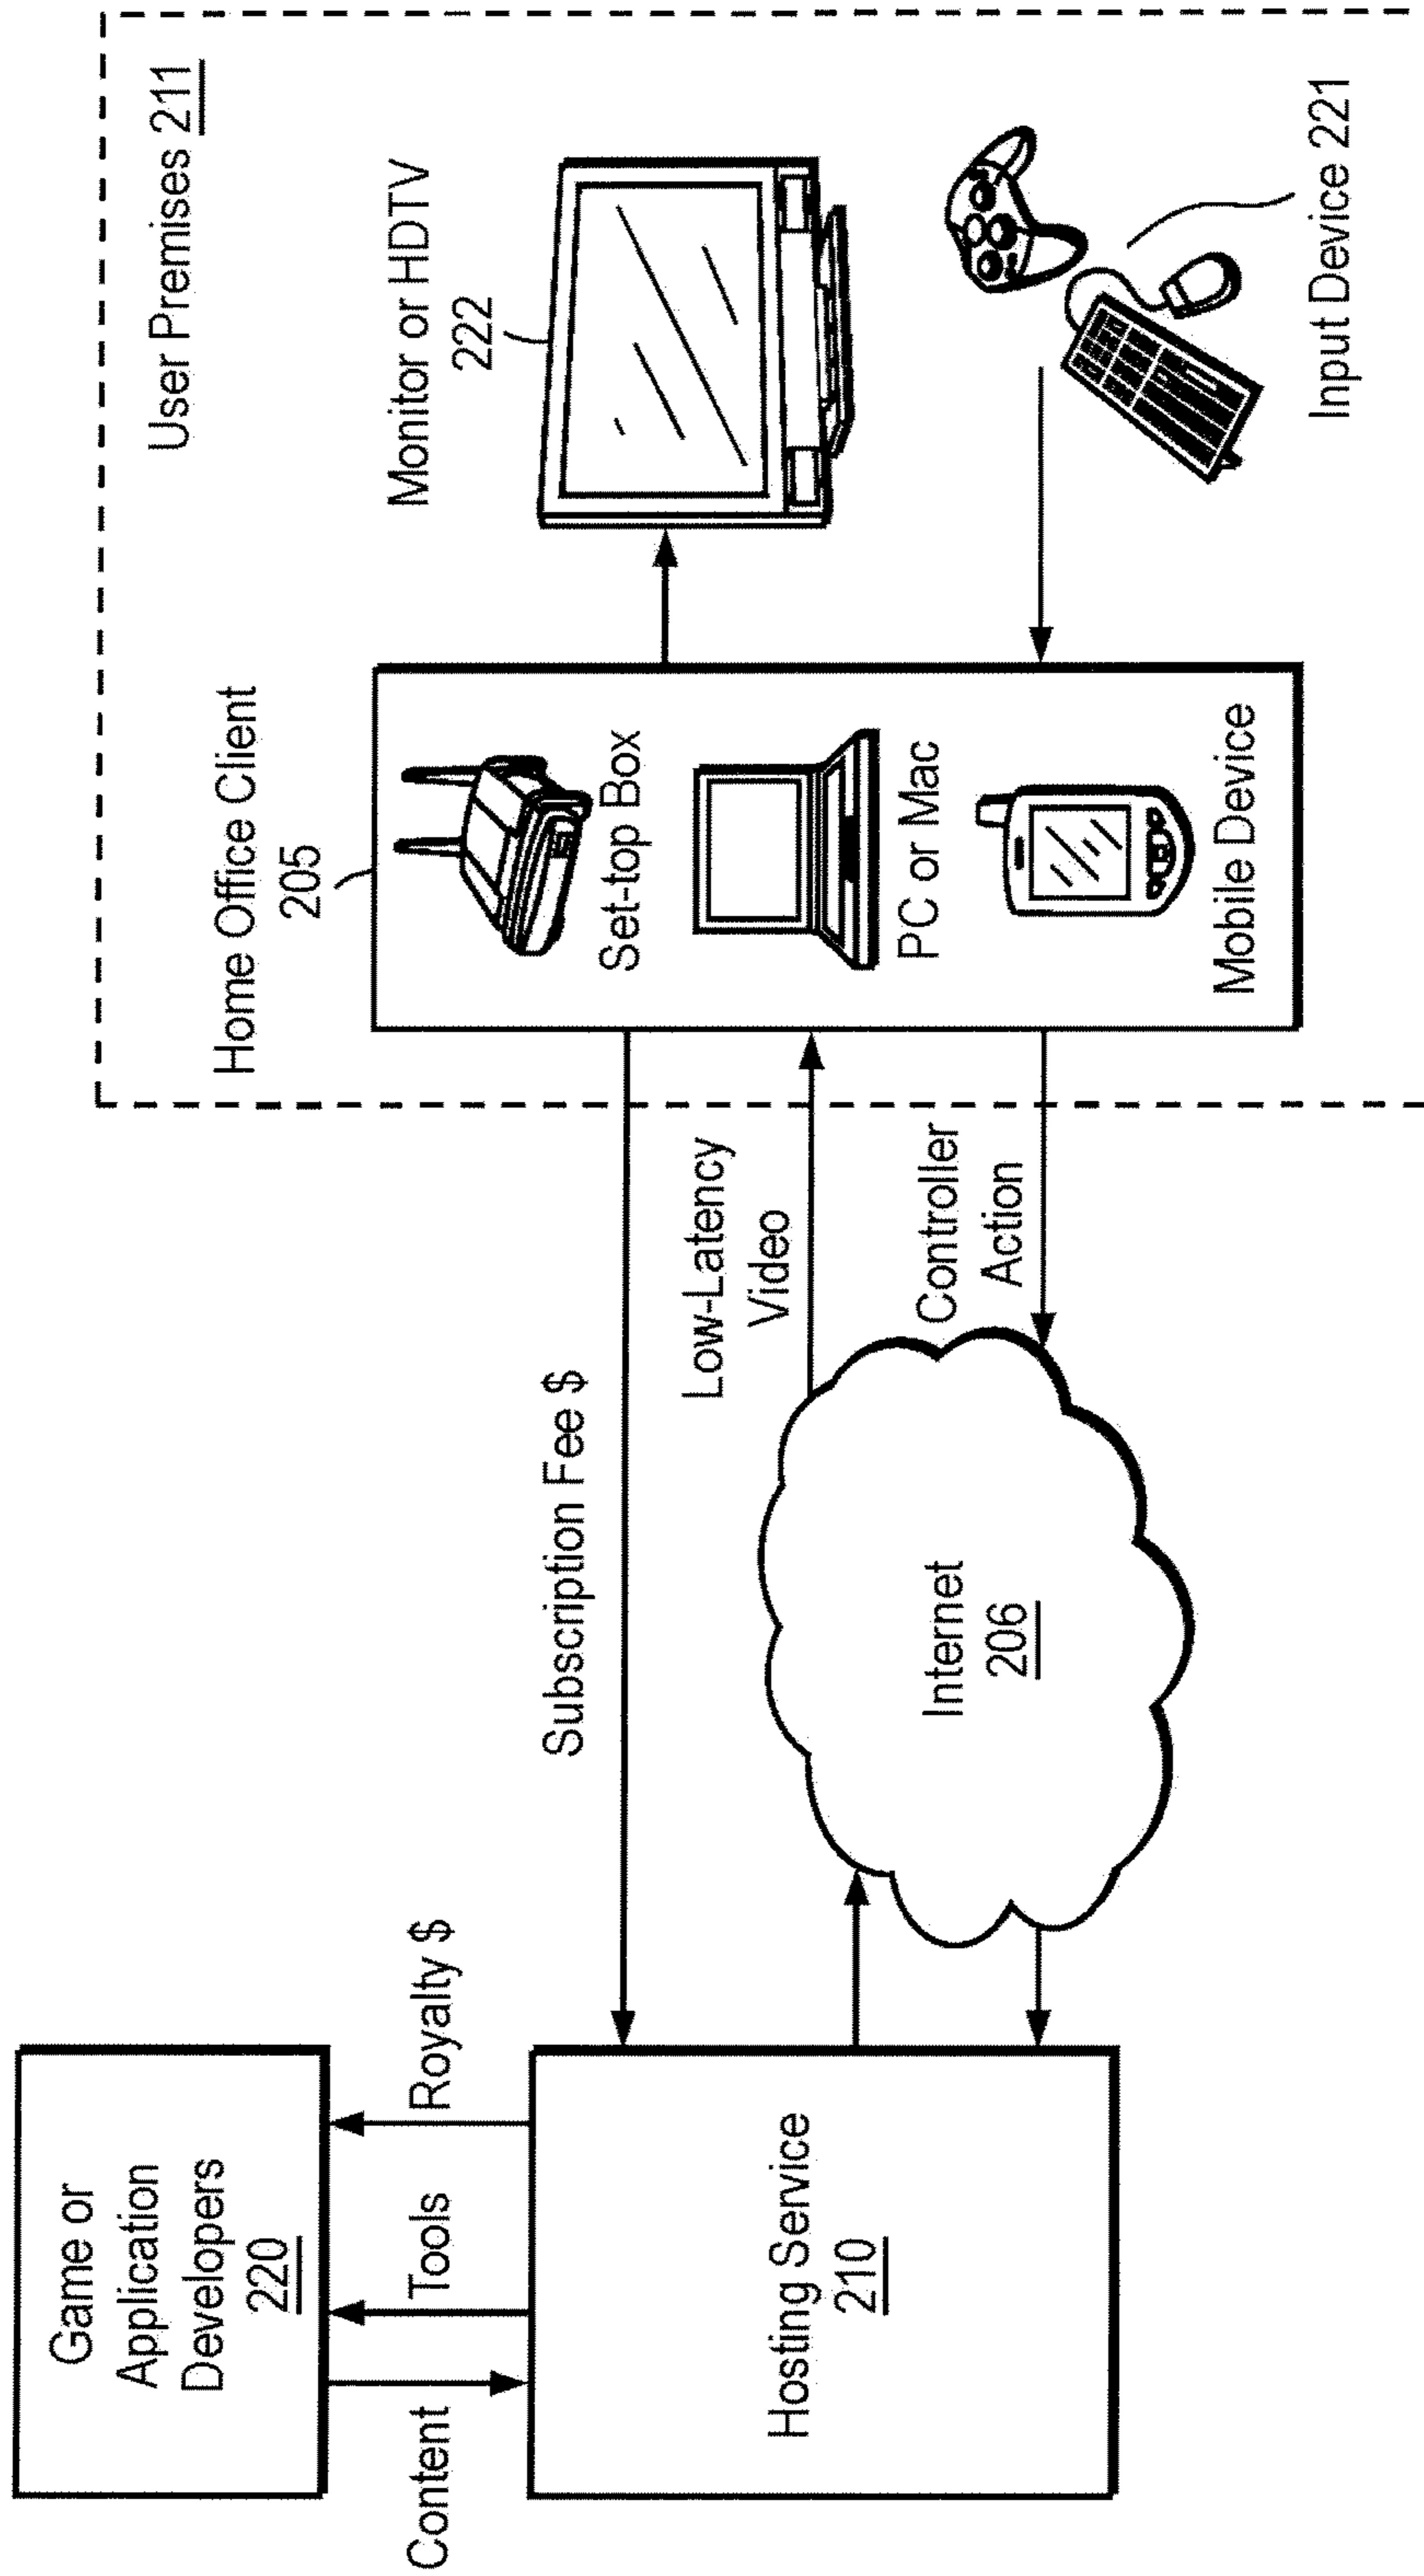 Game or
Application
Developers
220
Content
Tools
Royalty $
Hosting Service
210
Subscription Fee $
Internet
206
Low-Latency
Video
Controller
Action
User Premises 211
Home Office Client
205
Set-top Box
PC or Mac
Mobile Device
Monitor or HDTV
222
Input Device 221